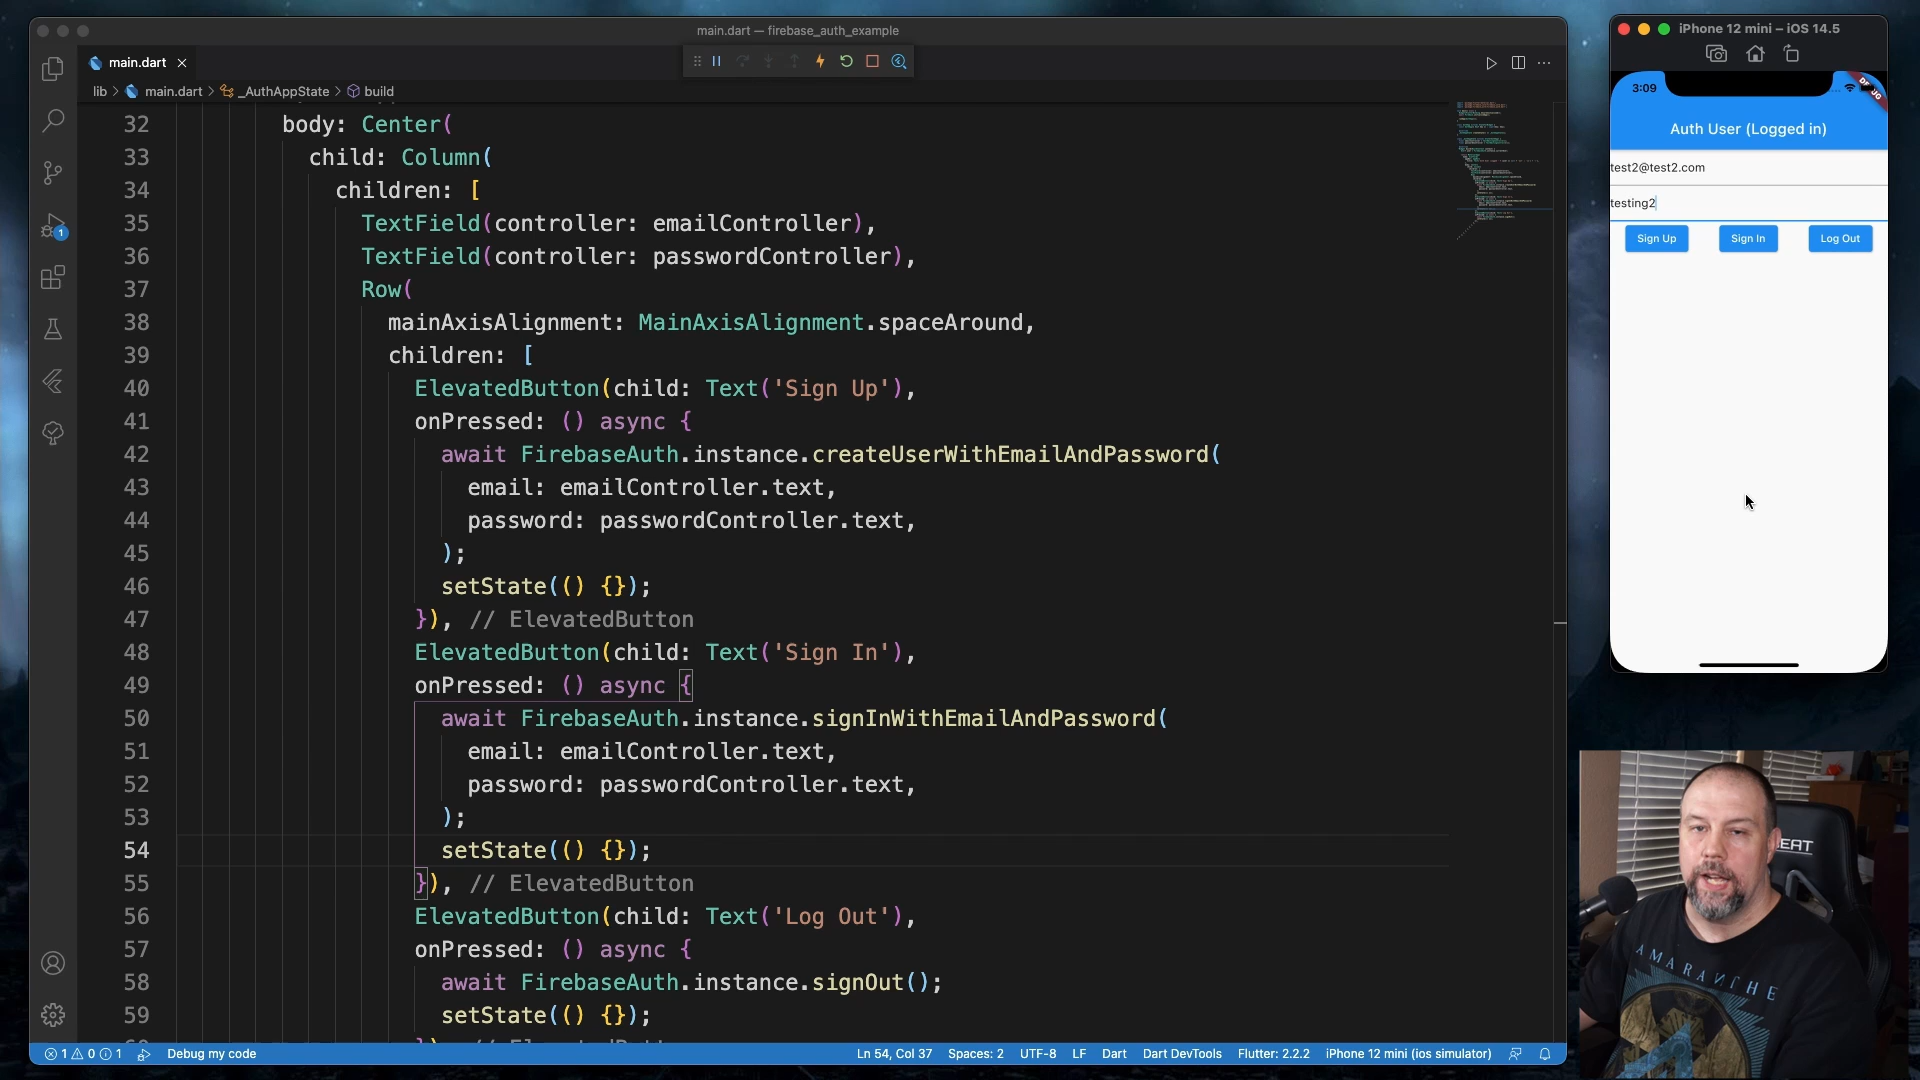 main.dart — firebase_auth_example
main.dart
lib > main.dart > _AuthAppState > build
32 body: Center(
33 child: Column(
34 children: [
35 TextField(controller: emailController),
36 TextField(controller: passwordController),
37 Row(
38 mainAxisAlignment: MainAxisAlignment.spaceAround,
39 children: [
40 ElevatedButton(child: Text('Sign Up'),
41 onPressed: () async {
42 await FirebaseAuth.instance.createUserWithEmailAndPassword(
43 email: emailController.text,
44 password: passwordController.text,
45 );
46 setState(() {});
47 }), // ElevatedButton
48 ElevatedButton(child: Text('Sign In'),
49 onPressed: () async {
50 await FirebaseAuth.instance.signInWithEmailAndPassword(
51 email: emailController.text,
52 password: passwordController.text,
53 );
54 setState(() {});
55 }), // ElevatedButton
56 ElevatedButton(child: Text('Log Out'),
57 onPressed: () async {
58 await FirebaseAuth.instance.signOut();
59 setState(() {});
1
1 0 1 Debug my code Ln 54, Col 37 Spaces: 2 UTF-8 LF Dart Dart DevTools Flutter: 2.2.2 iPhone 12 mini (ios simulator)
iPhone 12 mini – iOS 14.5
3:09
Auth User (Logged in)
test2@test2.com
testing2
Sign Up Sign In Log Out
EAT
AMARANTHE